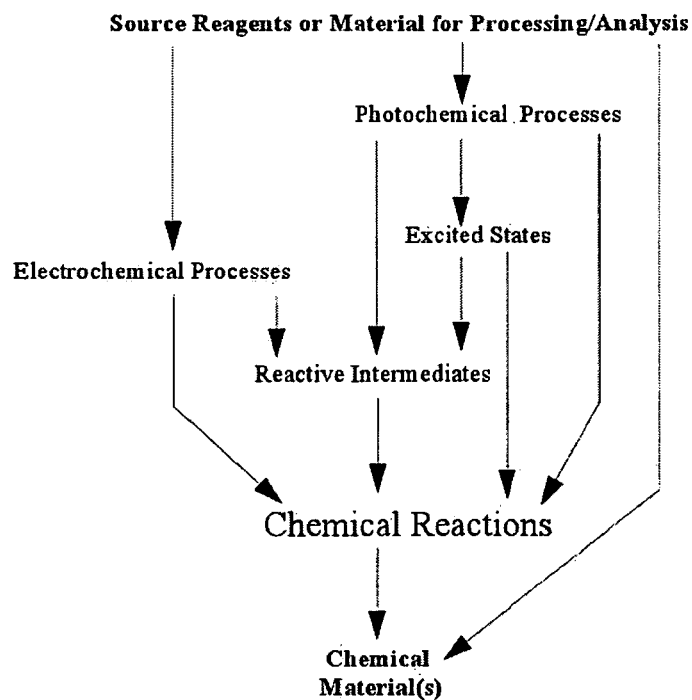 Source Reagents or Material for Processing/Analysis
Photochemical Processes
Excited States
Electrochemical Processes
Reactive Intermediates
Chemical Reactions
Chemical
Material(s)